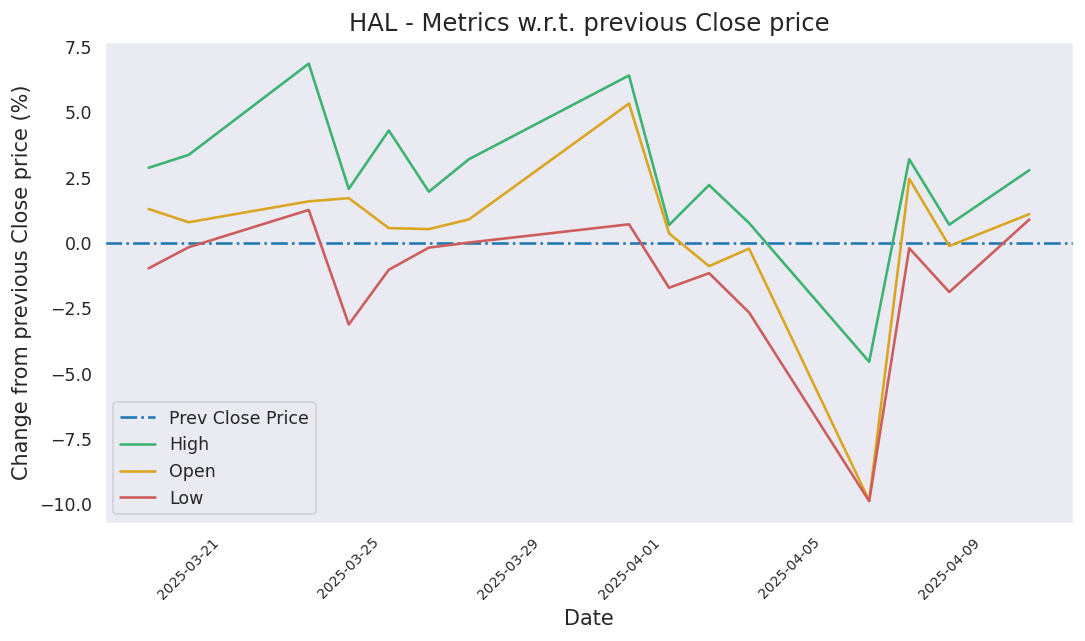 HAL - Metrics w.r.t. previous Close price
Change from previous Close price (%)
7.5
5.0
2.5
0.0
−2.5
−5.0
−7.5
−10.0
Prev Close Price
High
Open
Low
2025-03-21
2025-03-25
2025-03-29
2025-04-01
2025-04-05
2025-04-09
Date